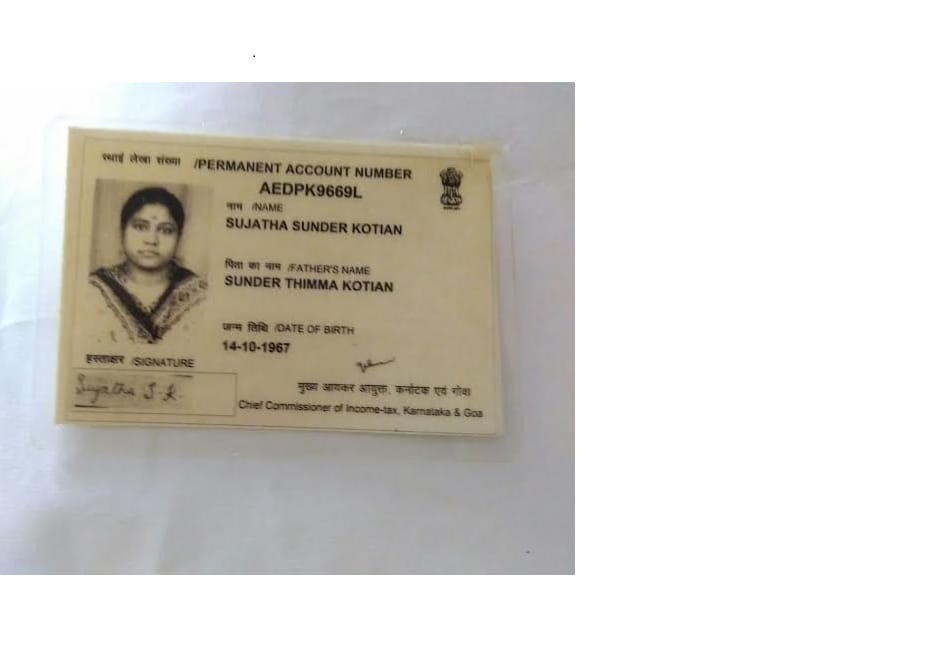 स्थाई लेखा संख्या /PERMANENT ACCOUNT NUMBER
AEDPK9669L
नाम /NAME
SUJATHA SUNDER KOTIAN
पिता का नाम /FATHER'S NAME
SUNDER THIMMA KOTIAN
जन्म तिथि /DATE OF BIRTH
14-10-1967
हस्ताक्षर /SIGNATURE
Sujatha S.K.
मुख्य आयकर आयुक्त, कर्नाटक एवं गोवा
Chief Commissioner of Income-tax, Karnataka & Goa